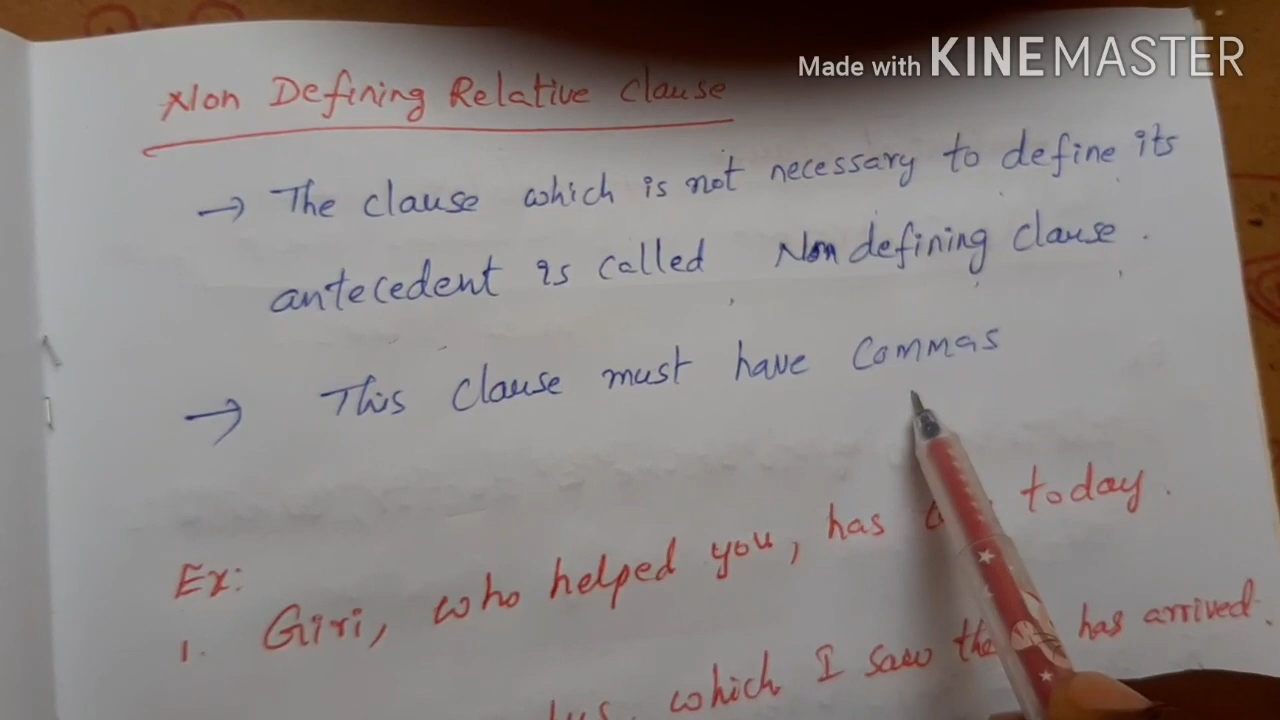 Made with KINEMASTER
Non Defining Relative Clause
→ The clause which is not necessary to define its
antecedent is called Non defining clause.
→ This clause must have commas
Ex:
1. Giri, who helped you, has today.
which I saw has arrived.